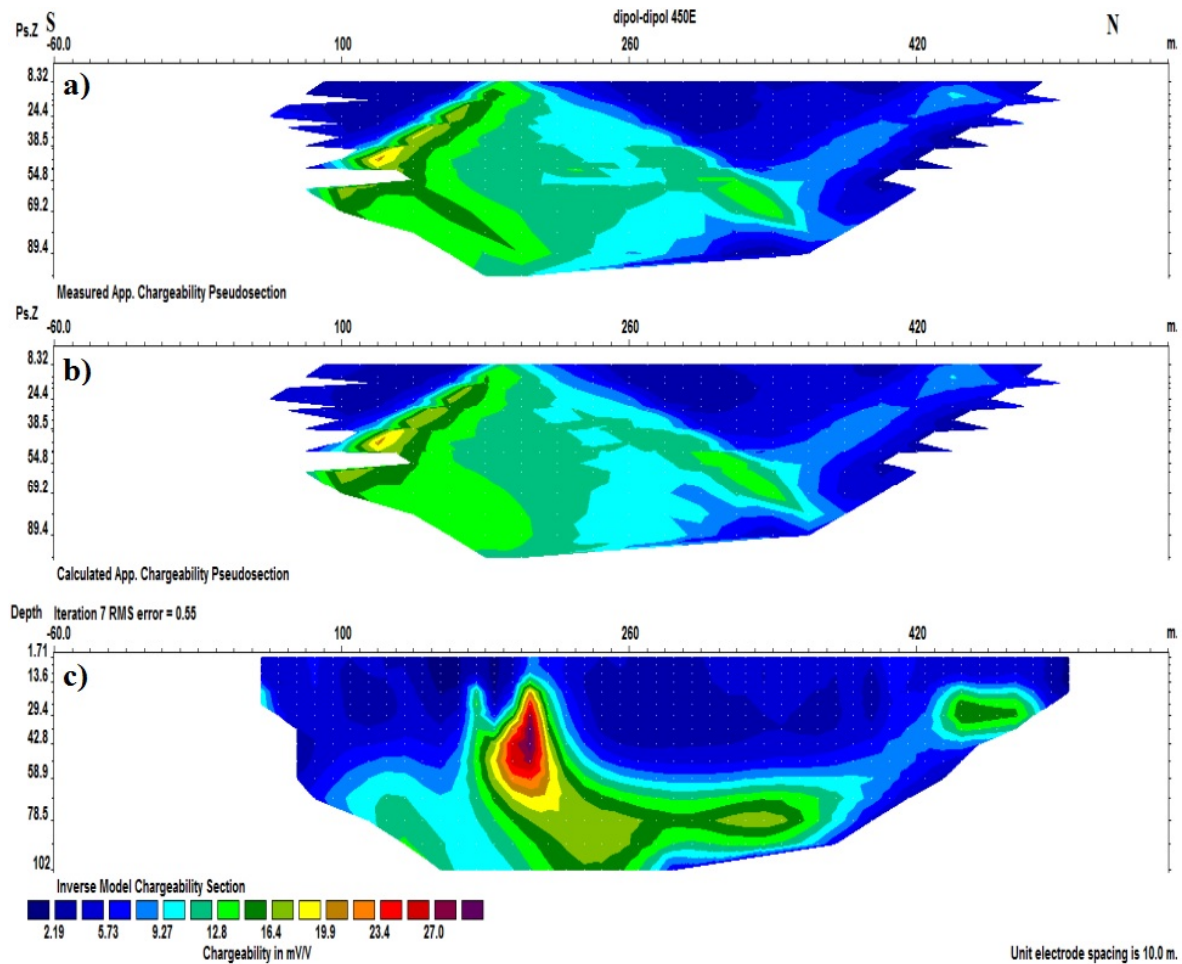 dipol-dipol 450E
Ps.Z S N
-60.0 100 260 420 m.
8.32
a)
24.4
38.5
54.8
69.2
89.4
Measured App. Chargeability Pseudosection
Ps.Z
-60.0 100 260 420 m.
8.32
b)
24.4
38.5
54.8
69.2
89.4
Calculated App. Chargeability Pseudosection
Depth Iteration 7 RMS error = 0.55
-60.0 100 260 420 m.
1.71
13.6
c)
29.4
42.8
58.9
78.5
102
Inverse Model Chargeability Section
2.19 5.73 9.27 12.8 16.4 19.9 23.4 27.0
Chargeability in mV/V Unit electrode spacing is 10.0 m.